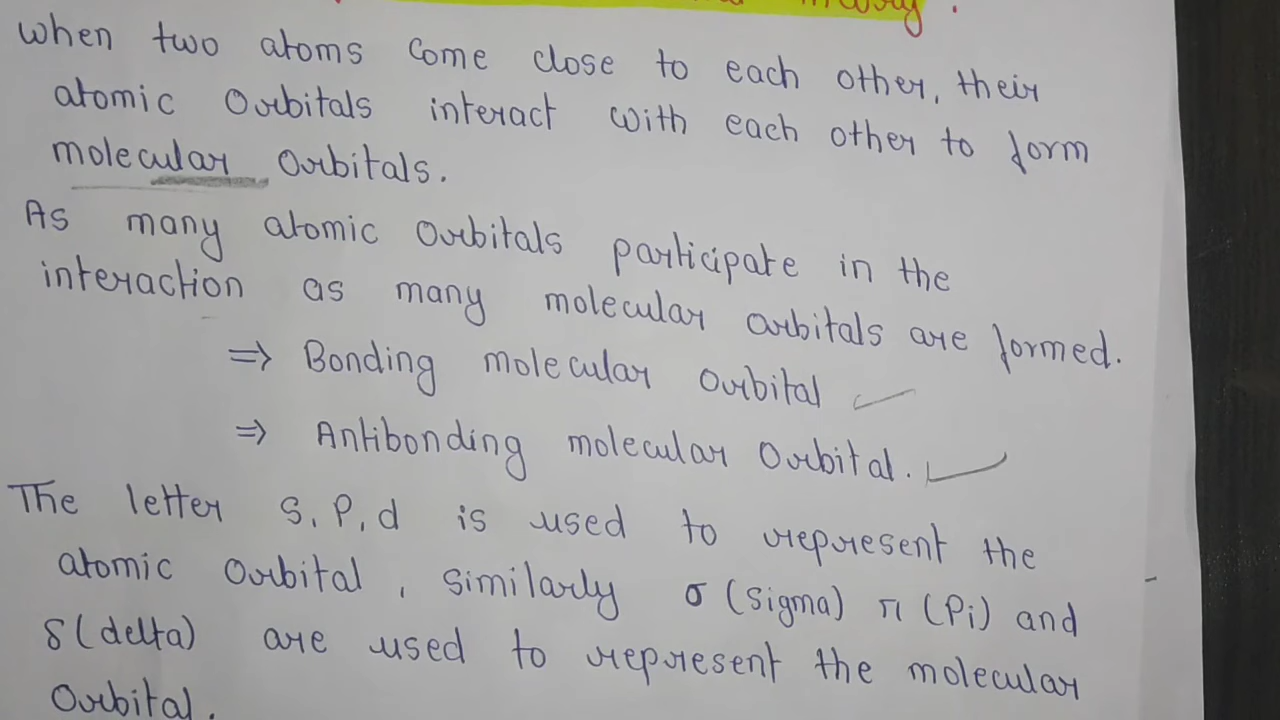 theory.
When two atoms come close to each other, their
atomic orbitals interact with each other to form
molecular orbitals.
As many atomic orbitals participate in the
interaction as many molecular orbitals are formed.
⇒ Bonding molecular orbital
⇒ Antibonding molecular orbital.
The letter s, P, d is used to represent the
atomic orbital, similarly σ (sigma) π (Pi) and
δ (delta) are used to represent the molecular
orbital.